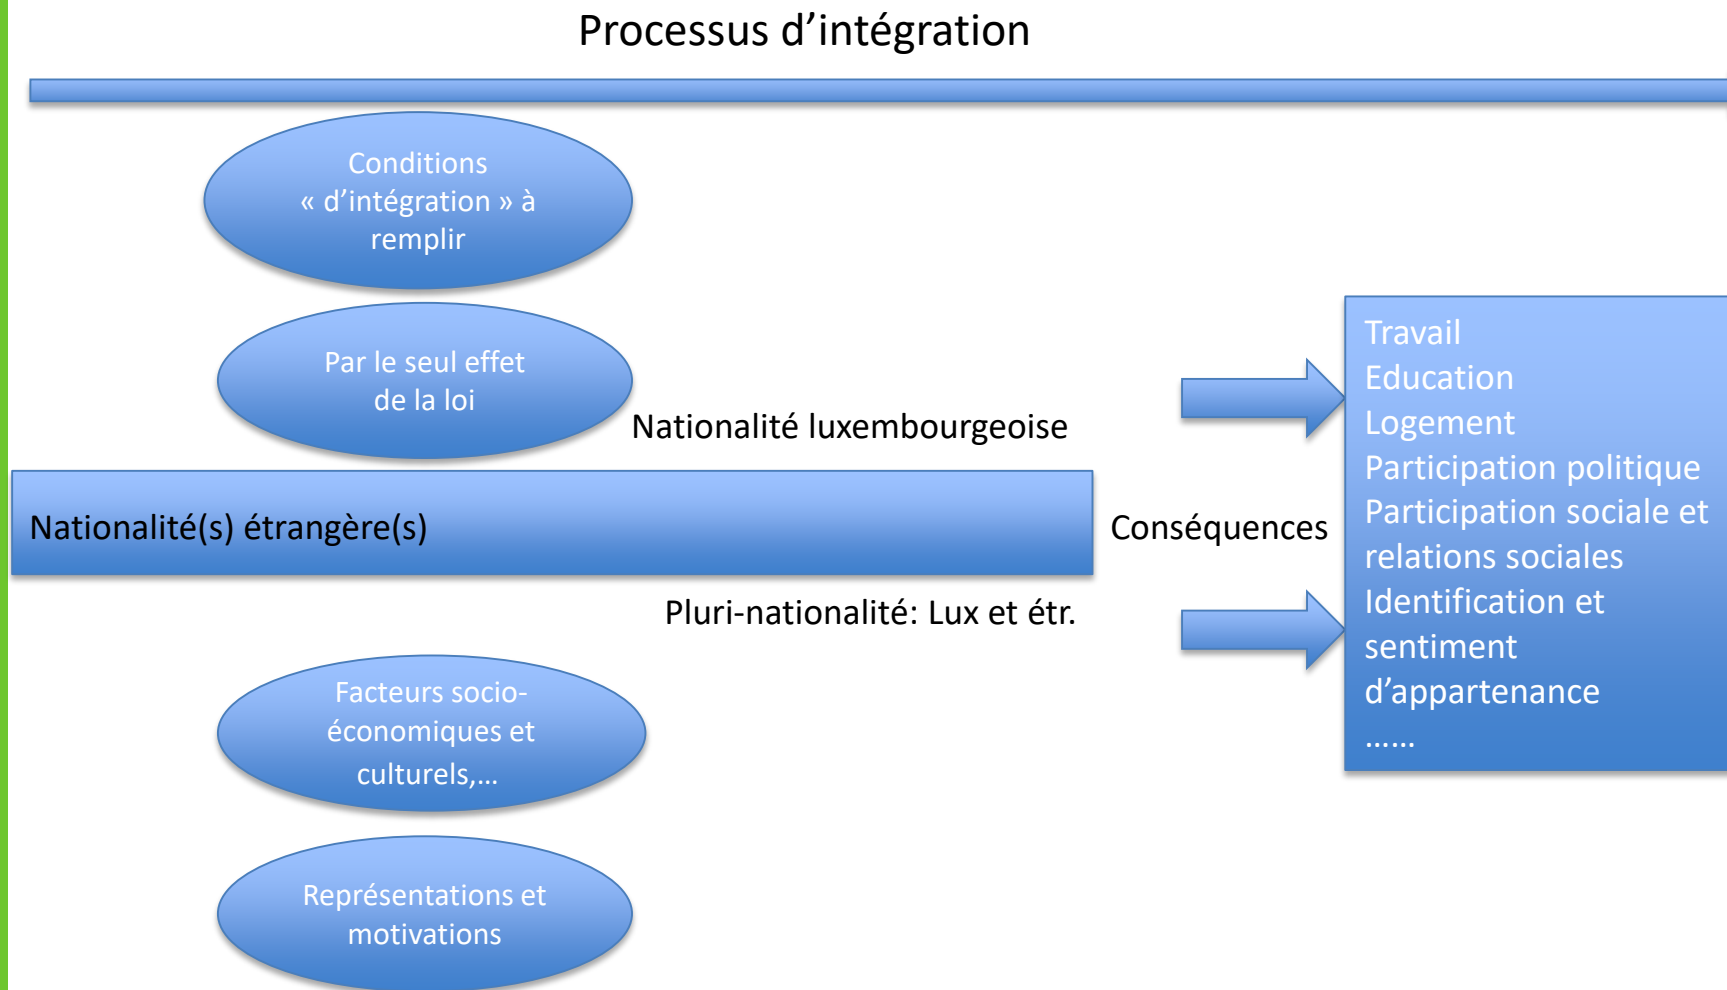 Processus d’intégration
Conditions
« d’intégration » à
remplir
Par le seul effet
de la loi
Nationalité luxembourgeoise
Nationalité(s) étrangère(s)
Pluri-nationalité: Lux et étr.
Facteurs socio-
économiques et
culturels,...
Représentations et
motivations
Conséquences
Travail
Education
Logement
Participation politique
Participation sociale et
relations sociales
Identification et
sentiment
d’appartenance
......